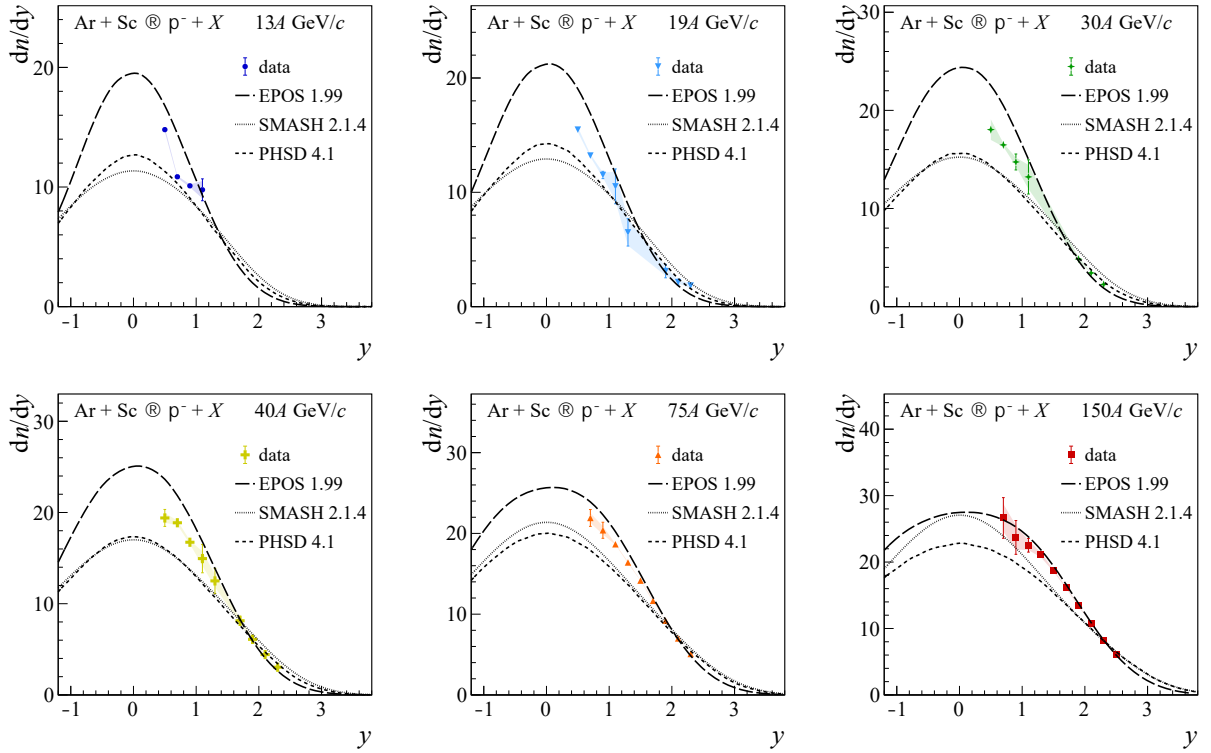 Ar + Sc ® p- + X 13A GeV/c
dn/dy
20
10
0
data
EPOS 1.99
SMASH 2.1.4
PHSD 4.1
-1 0 1 2 3
y
Ar + Sc ® p- + X 19A GeV/c
dn/dy
20
10
0
data
EPOS 1.99
SMASH 2.1.4
PHSD 4.1
-1 0 1 2 3
y
Ar + Sc ® p- + X 30A GeV/c
dn/dy
30
20
10
0
data
EPOS 1.99
SMASH 2.1.4
PHSD 4.1
-1 0 1 2 3
y
Ar + Sc ® p- + X 40A GeV/c
dn/dy
30
20
10
0
data
EPOS 1.99
SMASH 2.1.4
PHSD 4.1
-1 0 1 2 3
y
Ar + Sc ® p- + X 75A GeV/c
dn/dy
30
20
10
0
data
EPOS 1.99
SMASH 2.1.4
PHSD 4.1
-1 0 1 2 3
y
Ar + Sc ® p- + X 150A GeV/c
dn/dy
40
30
20
10
0
data
EPOS 1.99
SMASH 2.1.4
PHSD 4.1
-1 0 1 2 3
y